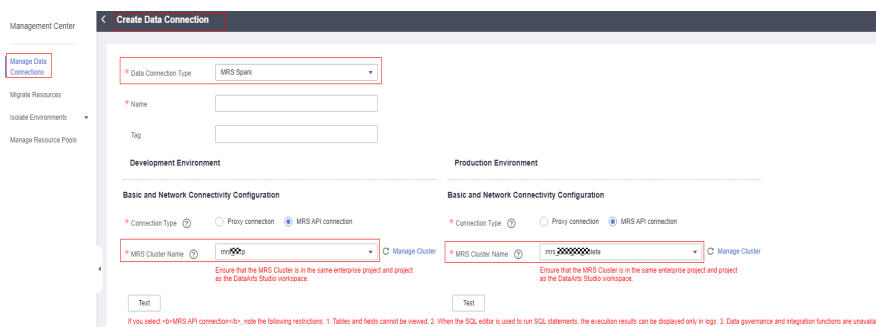 Management Center
Manage Data
Connections
Migrate Resources
Isolate Environments
Manage Resource Pools
Create Data Connection
* Data Connection Type MRS Spark
* Name
Tag
Development Environment Production Environment
Basic and Network Connectivity Configuration Basic and Network Connectivity Configuration
* Connection Type ? Proxy connection MRS API connection * Connection Type ? Proxy connection MRS API connection
* MRS Cluster Name ? Manage Cluster * MRS Cluster Name ? Manage Cluster
Ensure that the MRS Cluster is in the same enterprise project and project Ensure that the MRS Cluster is in the same enterprise project and project
as the DataArts Studio workspace. as the DataArts Studio workspace.
Test Test
If you select <b>MRS API connection</b>, note the following restrictions: 1. Tables and fields cannot be viewed. 2. When the SQL editor is used to run SQL statements, the execution results can be displayed only in logs. 3. Data governance and integration functions are unavaila